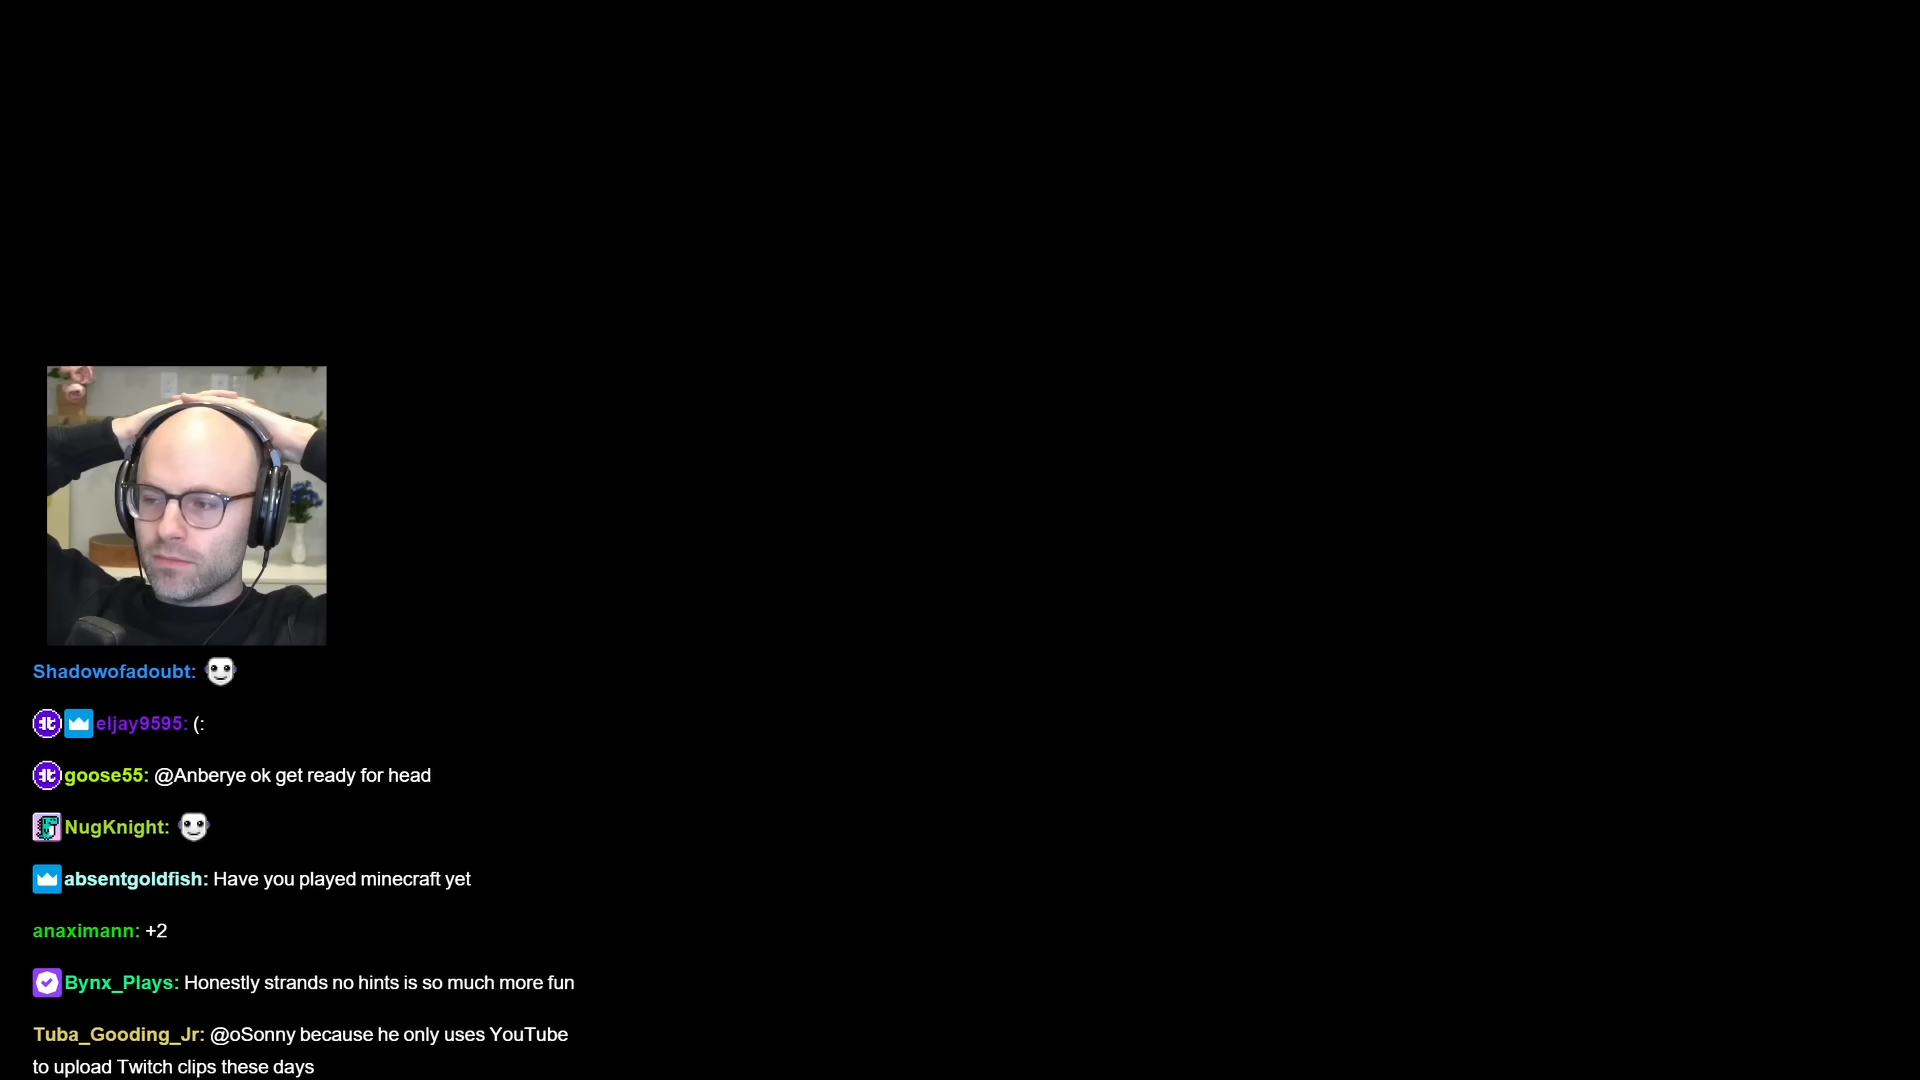 Shadowofadoubt:
eljay9595: (:
goose55: @Anberye ok get ready for head
NugKnight:
absentgoldfish: Have you played minecraft yet
anaximann: +2
Bynx_Plays: Honestly strands no hints is so much more fun
Tuba_Gooding_Jr: @oSonny because he only uses YouTube
to upload Twitch clips these days